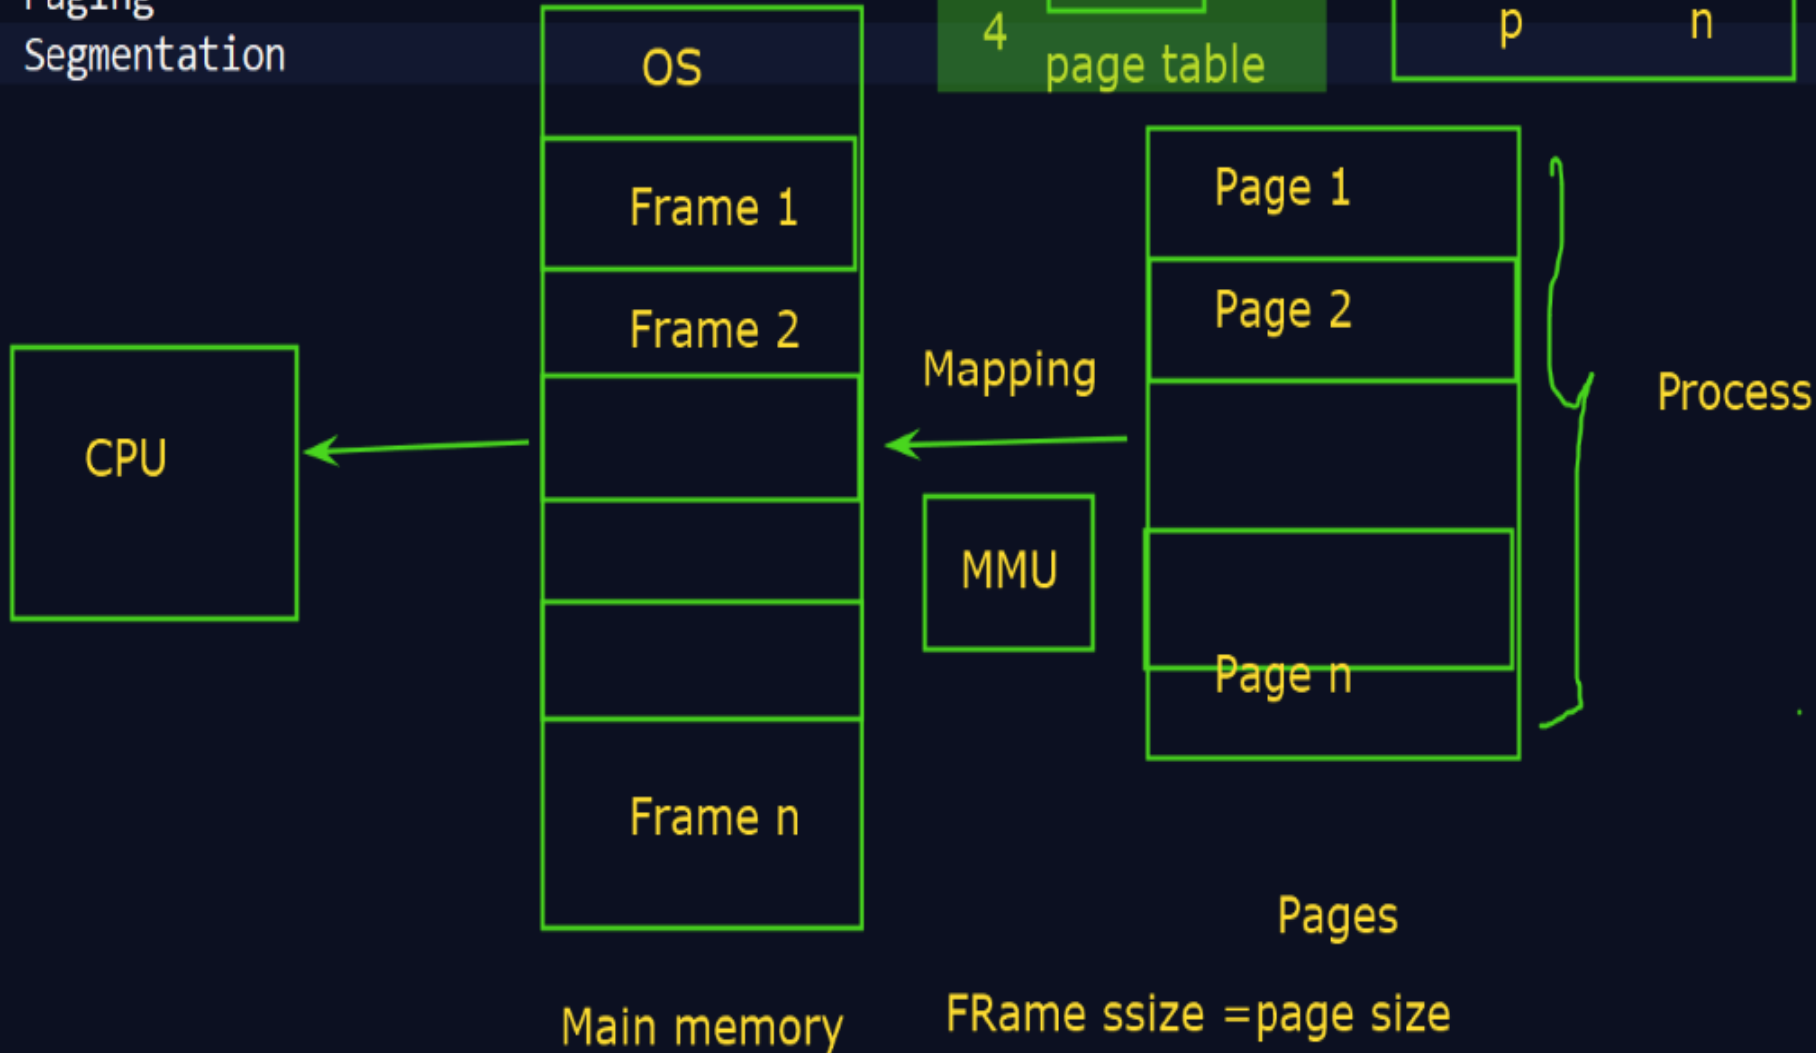 Paging
Segmentation
4
page table
p n
OS
Frame 1
Frame 2
Frame n
Main memory
CPU
Mapping
MMU
Page 1
Page 2
Page n
Process
Pages
FRame ssize =page size